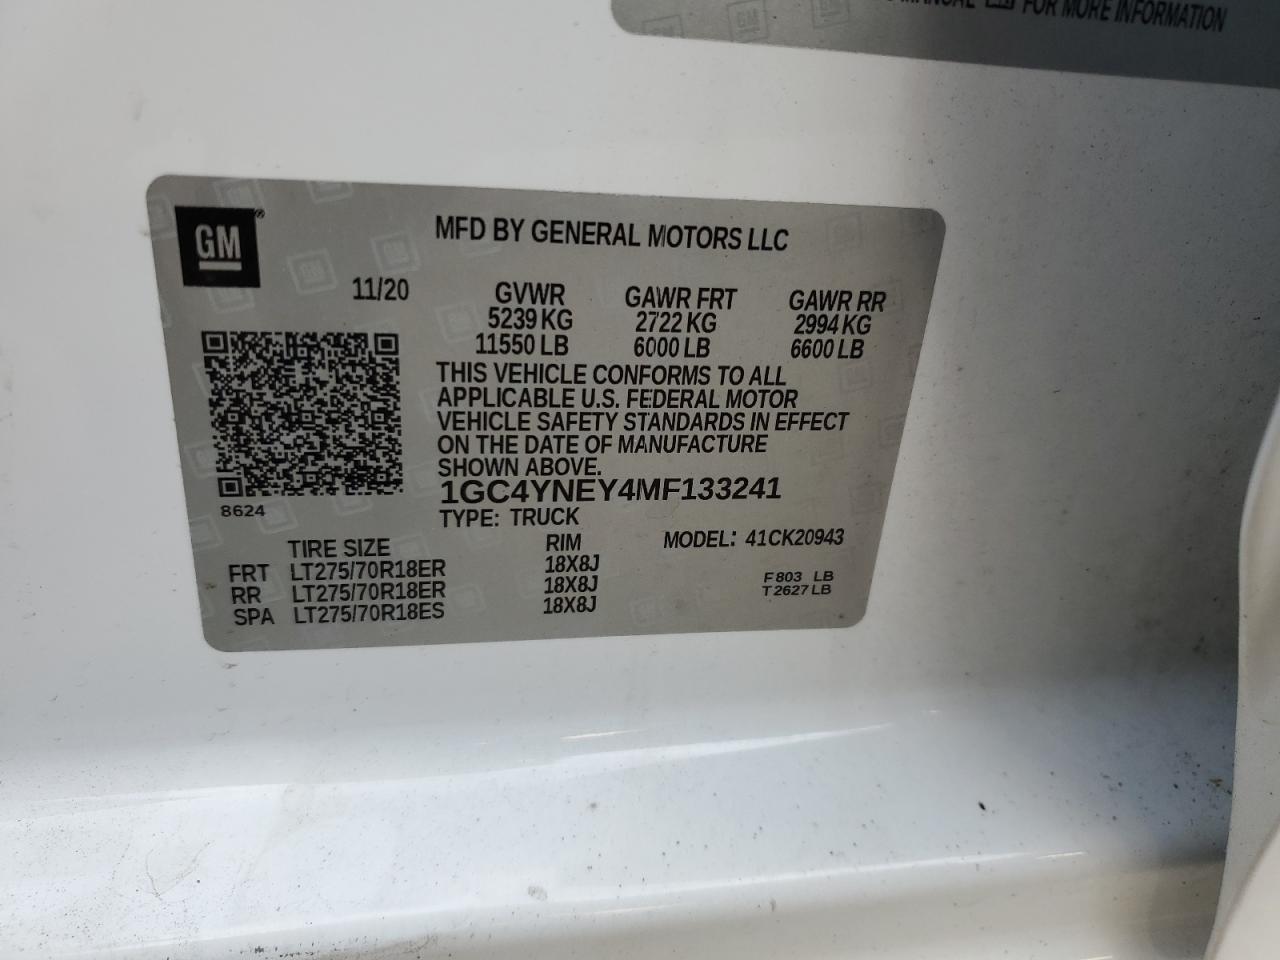 MANUAL FOR MORE INFORMATION
GM
MFD BY GENERAL MOTORS LLC
11/20
GVWR GAWR FRT GAWR RR
5239 KG 2722 KG 2994 KG
11550 LB 6000 LB 6600 LB
THIS VEHICLE CONFORMS TO ALL
APPLICABLE U.S. FEDERAL MOTOR
VEHICLE SAFETY STANDARDS IN EFFECT
ON THE DATE OF MANUFACTURE
SHOWN ABOVE.
1GC4YNEY4MF133241
8624
TYPE: TRUCK
MODEL: 41CK20943
TIRE SIZE RIM
FRT LT275/70R18ER 18X8J
RR LT275/70R18ER 18X8J
SPA LT275/70R18ES 18X8J
F 803 LB
T 2627 LB